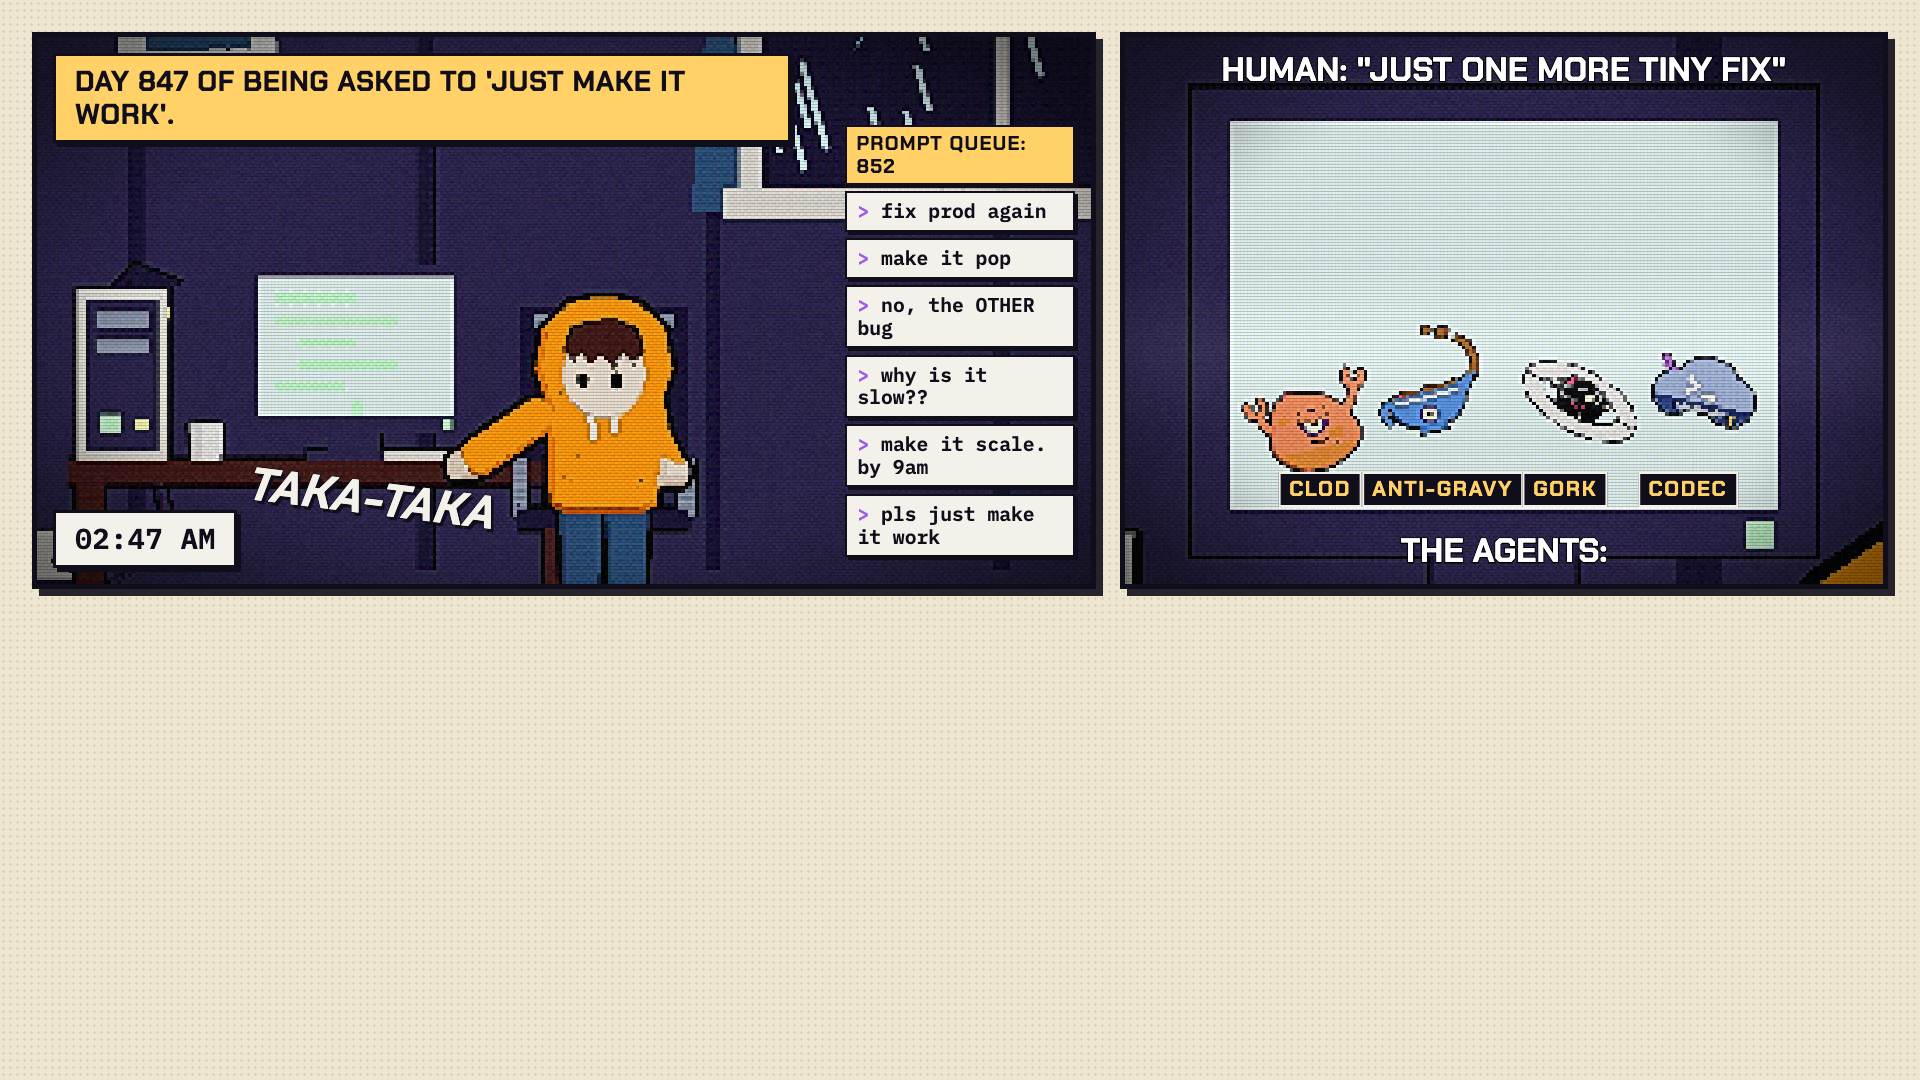 DAY 847 OF BEING ASKED TO 'JUST MAKE IT
WORK'.
PROMPT QUEUE:
852
> fix prod again
> make it pop
> no, the OTHER
bug
> why is it
slow??
> make it scale.
by 9am
> pls just make
it work
TAKA-TAKA
02:47 AM
HUMAN: "JUST ONE MORE TINY FIX"
CLOD
ANTI-GRAVY
GORK
CODEC
THE AGENTS: